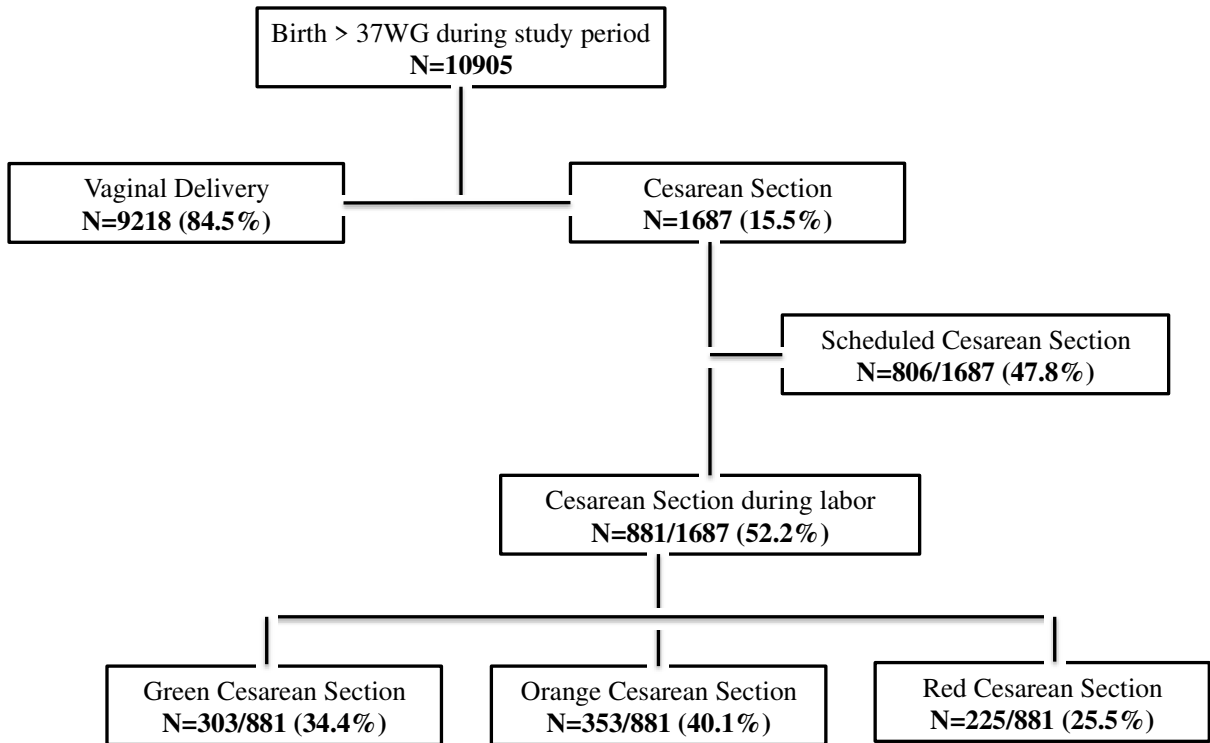 Birth > 37WG during study period
N=10905
Vaginal Delivery
N=9218 (84.5%)
Cesarean Section
N=1687 (15.5%)
Scheduled Cesarean Section
N=806/1687 (47.8%)
Cesarean Section during labor
N=881/1687 (52.2%)
Green Cesarean Section
N=303/881 (34.4%)
Orange Cesarean Section
N=353/881 (40.1%)
Red Cesarean Section
N=225/881 (25.5%)